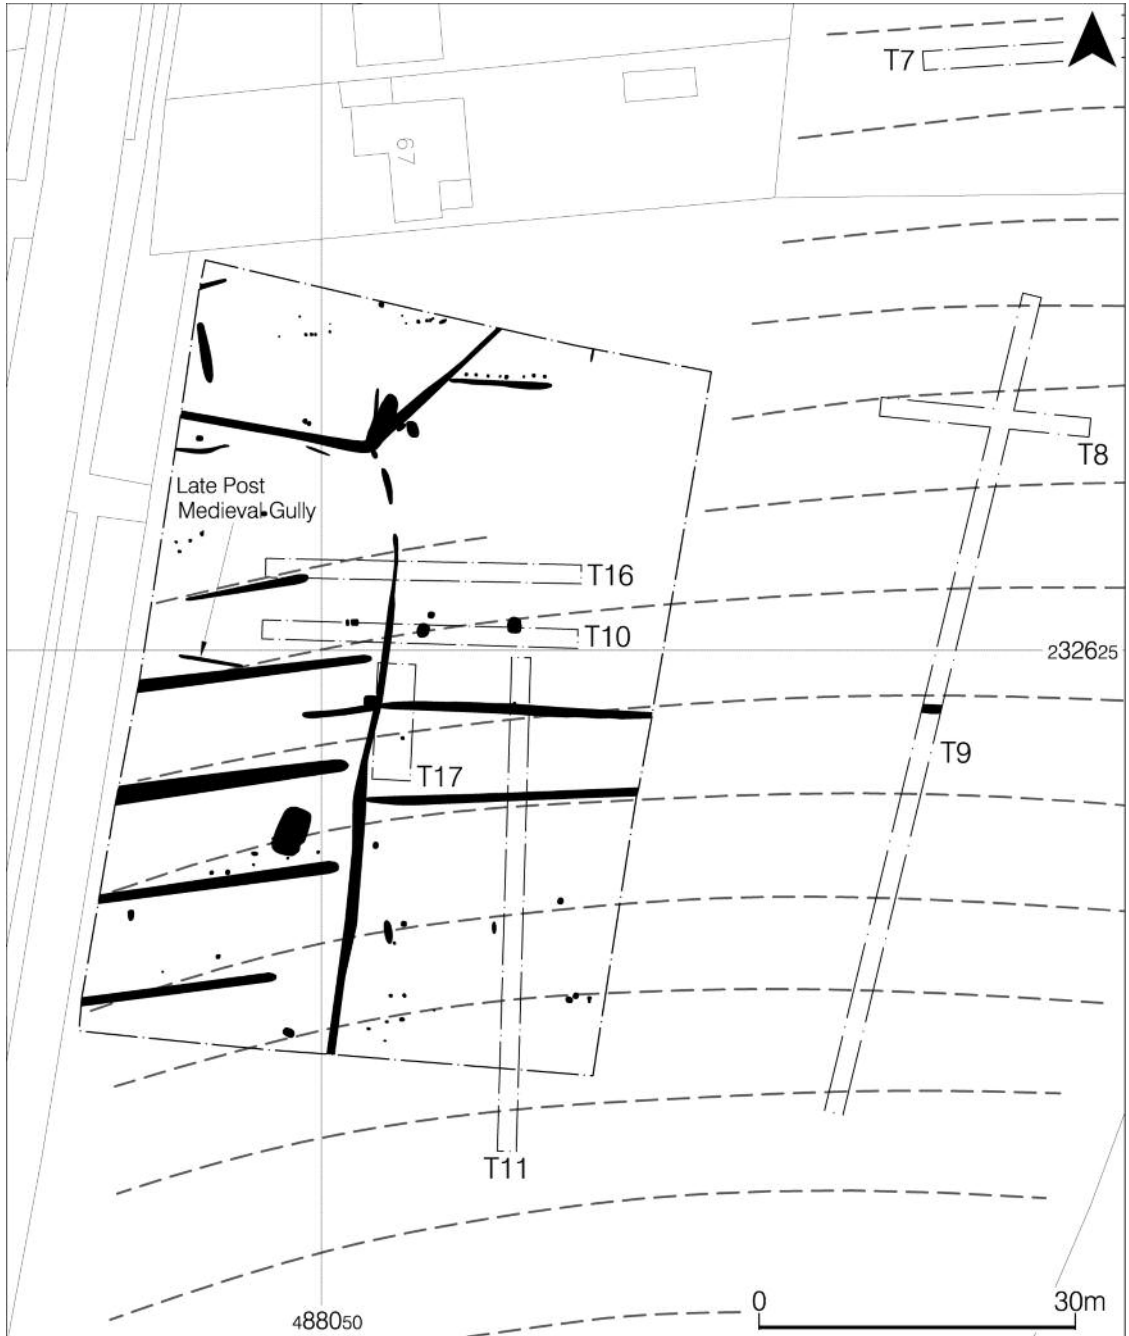 T7
67
T8
Late Post
Medieval Gully
T16
T10
232625
T9
T17
T11
0 30m
488050